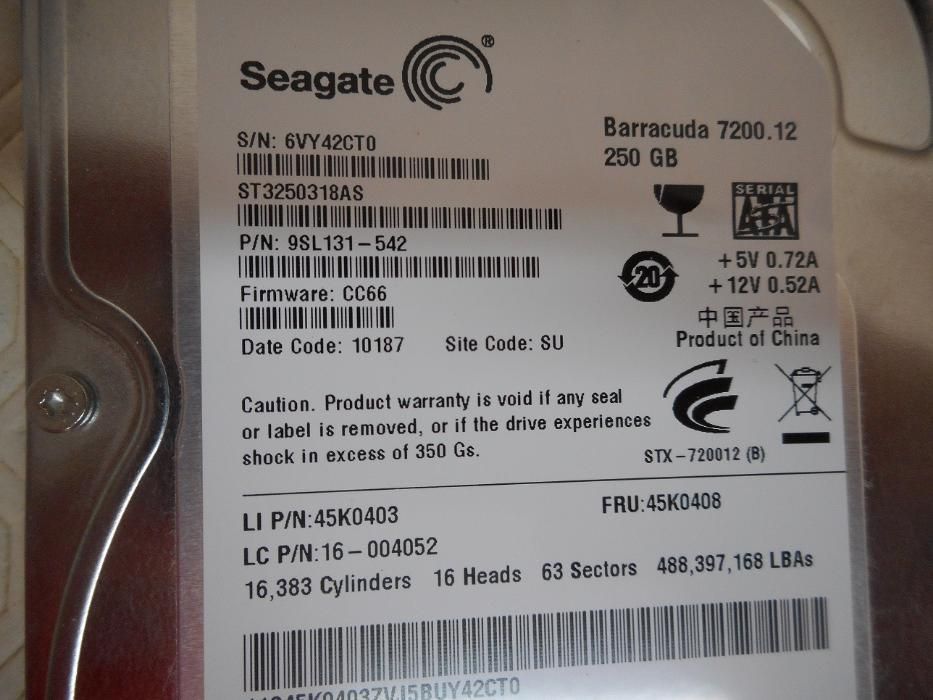 Seagate®
S/N: 6VY42CT0
Barracuda 7200.12
250 GB
ST3250318AS
SERIAL
ATA
P/N: 9SL131-542
+5V 0.72A
20
+12V 0.52A
Firmware: CC66
中国产品
Product of China
Date Code: 10187 Site Code: SU
Caution. Product warranty is void if any seal
or label is removed, or if the drive experiences
shock in excess of 350 Gs.
STX-720012 (B)
LI P/N:45K0403
FRU:45K0408
LC P/N:16-004052
16,383 Cylinders 16 Heads 63 Sectors 488,397,168 LBAs